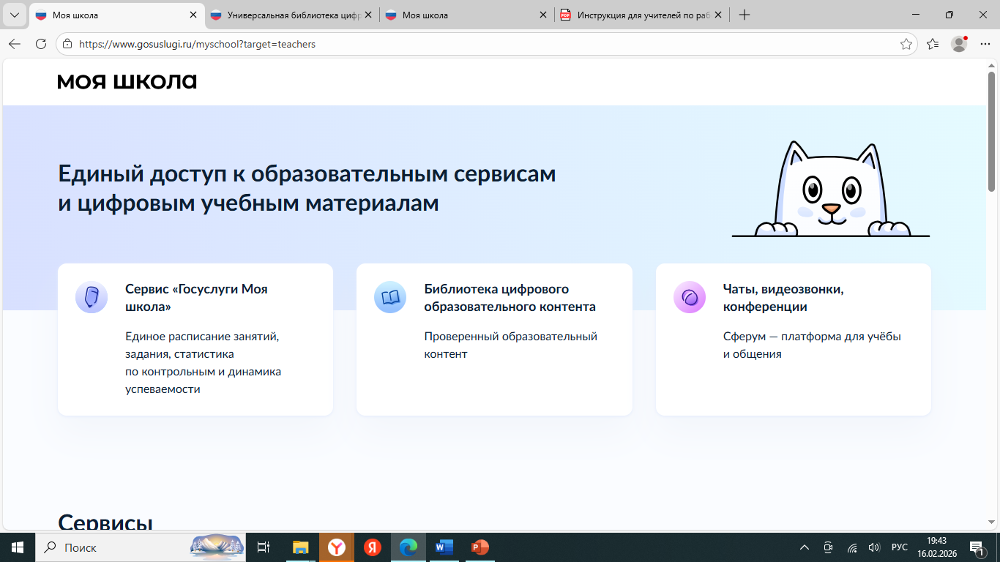 Моя школа
Универсальная библиотека цифр
Моя школа
Инструкция для учителей по раб
https://www.gosuslugi.ru/myschool?target=teachers
моя школа
Единый доступ к образовательным сервисам
и цифровым учебным материалам
Сервис «Госуслуги Моя
школа»
Единое расписание занятий,
задания, статистика
по контрольным и динамика
успеваемости
Библиотека цифрового
образовательного контента
Проверенный образовательный
контент
Чаты, видеозвонки,
конференции
Сферум — платформа для учёбы
и общения
Сервисы
Поиск
РУС
19:43
16.02.2026
1